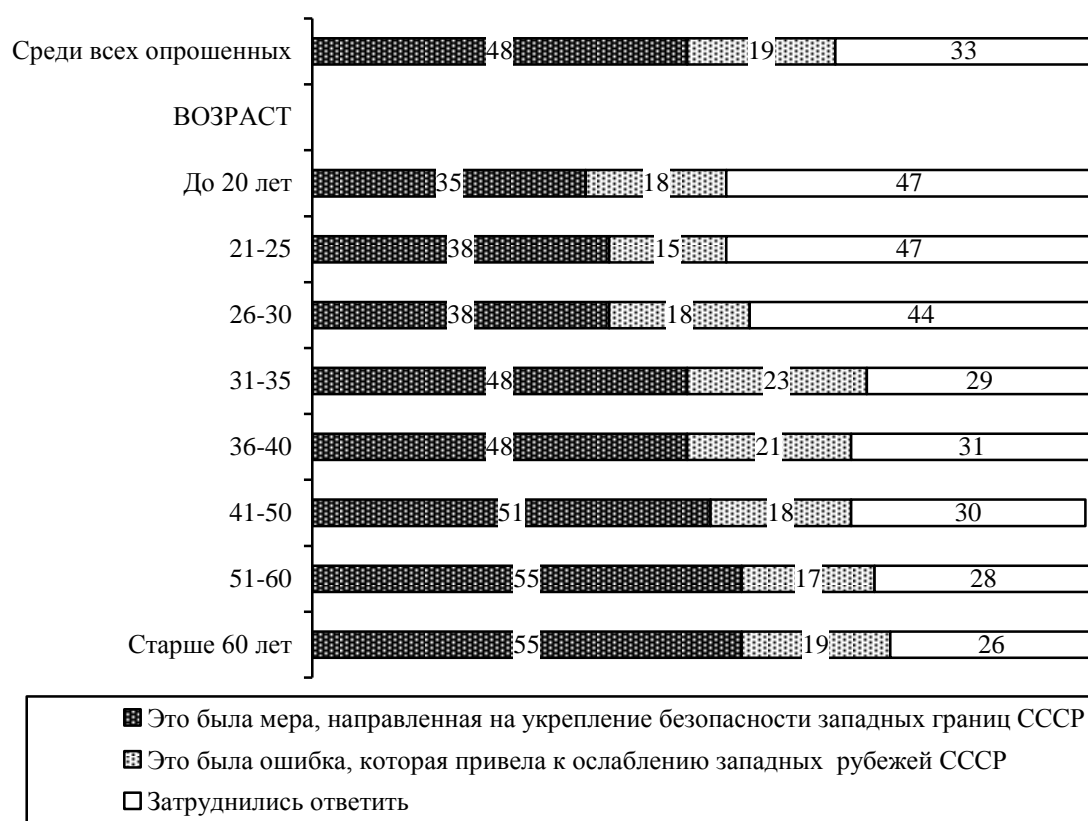 Среди всех опрошенных 48 19 33
ВОЗРАСТ
До 20 лет 35 18 47
21-25 38 15 47
26-30 38 18 44
31-35 48 23 29
36-40 48 21 31
41-50 51 18 30
51-60 55 17 28
Старше 60 лет 55 19 26
Это была мера, направленная на укрепление безопасности западных границ СССР
Это была ошибка, которая привела к ослаблению западных рубежей СССР
Затруднились ответить